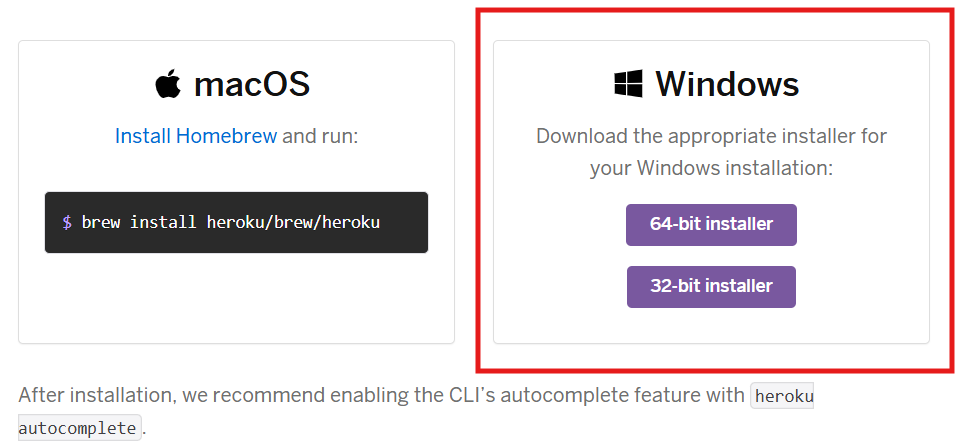 macOS
Install Homebrew and run:
$ brew install heroku/brew/heroku
Windows
Download the appropriate installer for
your Windows installation:
64-bit installer
32-bit installer
After installation, we recommend enabling the CLI’s autocomplete feature with heroku
autocomplete.